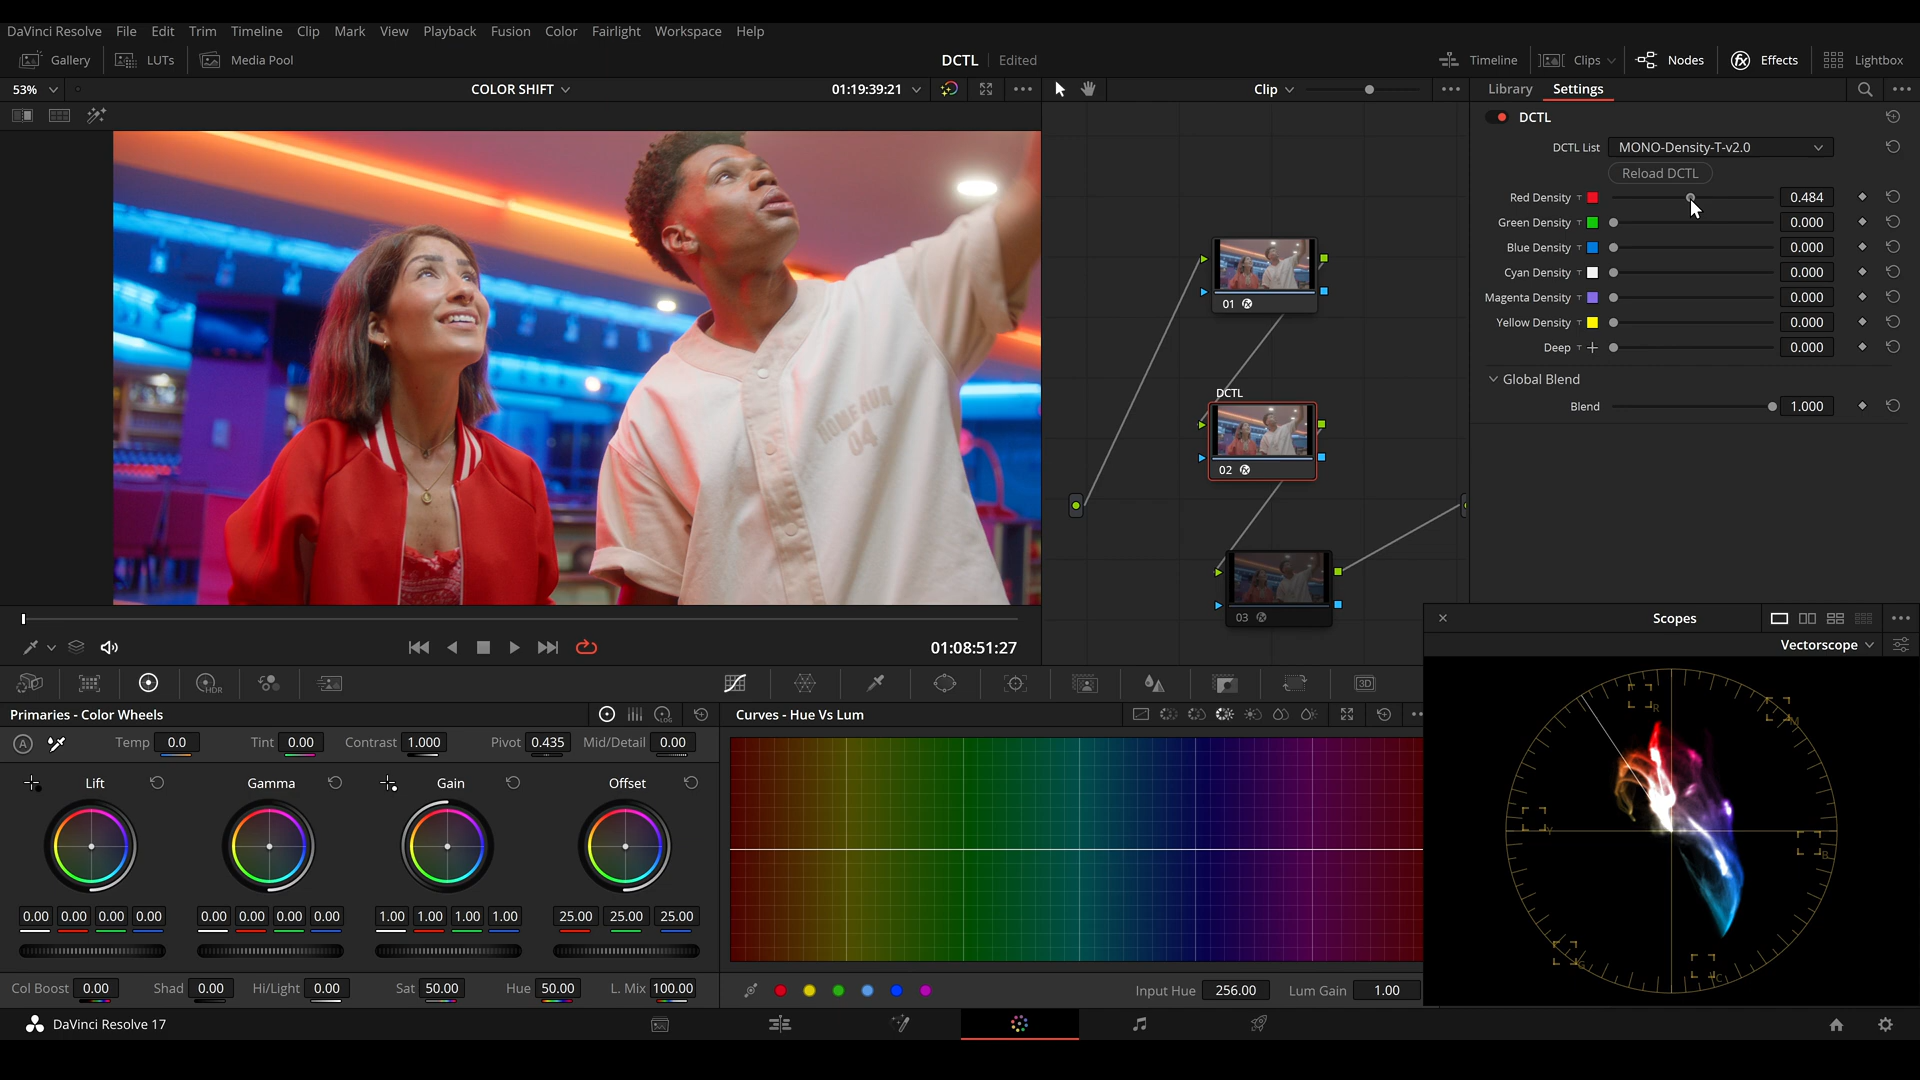 DaVinci Resolve File Edit Trim Timeline Clip Mark View Playback Fusion Color Fairlight Workspace Help
Gallery LUTs Media Pool DCTL Edited Timeline Clips Nodes Effects Lightbox
53% COLOR SHIFT 01:19:39:21 Clip Library Settings
DCTL
DCTL List MONO-Density-T-v2.0
Reload DCTL
Red Density 0.484
Green Density 0.000
Blue Density 0.000
Cyan Density 0.000
Magenta Density 0.000
Yellow Density 0.000
Deep 0.000
Global Blend
Blend 1.000
01
DCTL
02
03
04
01:08:51:27
Scopes
Vectorscope
HDR
3D
Primaries - Color Wheels LOG Curves - Hue Vs Lum
A Temp 0.0 Tint 0.00 Contrast 1.000 Pivot 0.435 Mid/Detail 0.00
Lift Gamma Gain Offset
0.00 0.00 0.00 0.00 0.00 0.00 0.00 0.00 1.00 1.00 1.00 1.00 25.00 25.00 25.00
Col Boost 0.00 Shad 0.00 Hi/Light 0.00 Sat 50.00 Hue 50.00 L. Mix 100.00
Input Hue 256.00 Lum Gain 1.00
R
M
Y
B
G
C
DaVinci Resolve 17